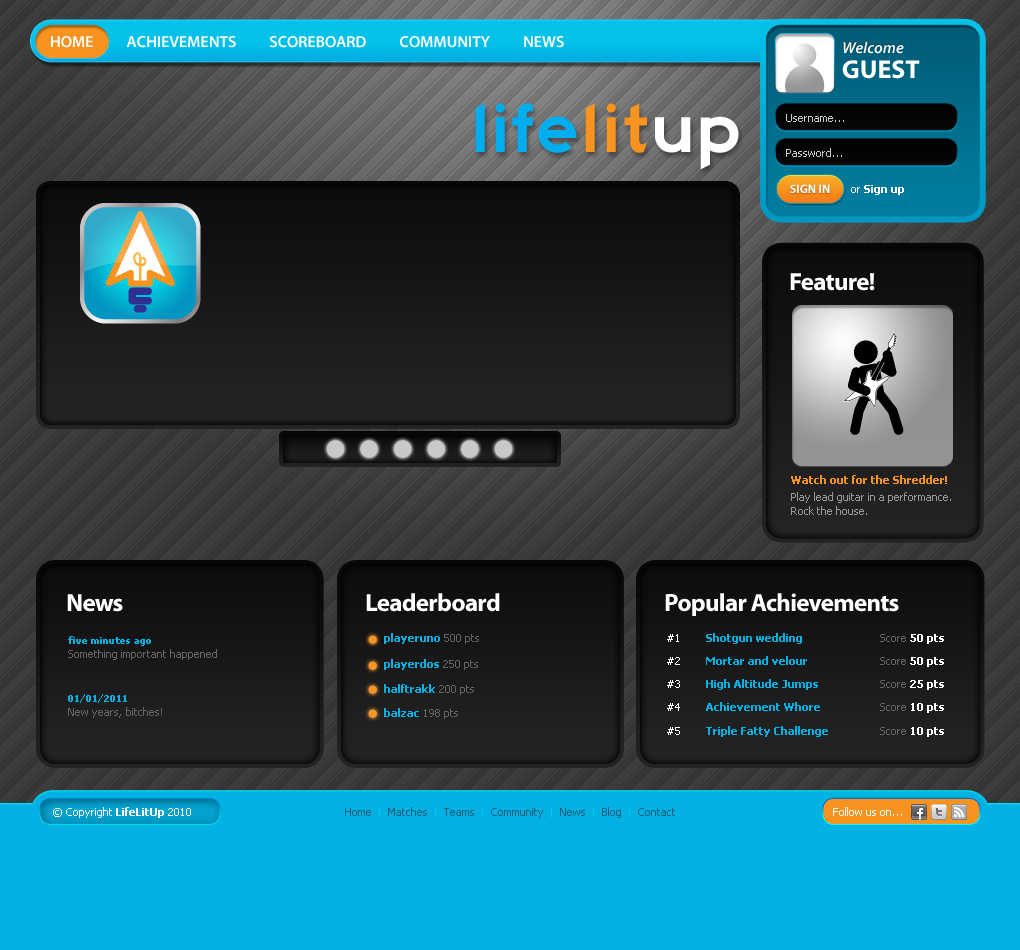 HOME ACHIEVEMENTS SCOREBOARD COMMUNITY NEWS
Welcome
GUEST
Username...
Password...
SIGN IN or Sign up
lifelitup
Feature!
Watch out for the Shredder!
Play lead guitar in a performance.
Rock the house.
News
five minutes ago
Something important happened
01/01/2011
New years, bitches!
Leaderboard
playeruno 500 pts
playerdos 250 pts
halftrakk 200 pts
balzac 198 pts
Popular Achievements
#1 Shotgun wedding Score 50 pts
#2 Mortar and velour Score 50 pts
#3 High Altitude Jumps Score 25 pts
#4 Achievement Whore Score 10 pts
#5 Triple Fatty Challenge Score 10 pts
© Copyright LifeLitUp 2010
Home | Matches | Teams | Community | News | Blog | Contact
Follow us on...